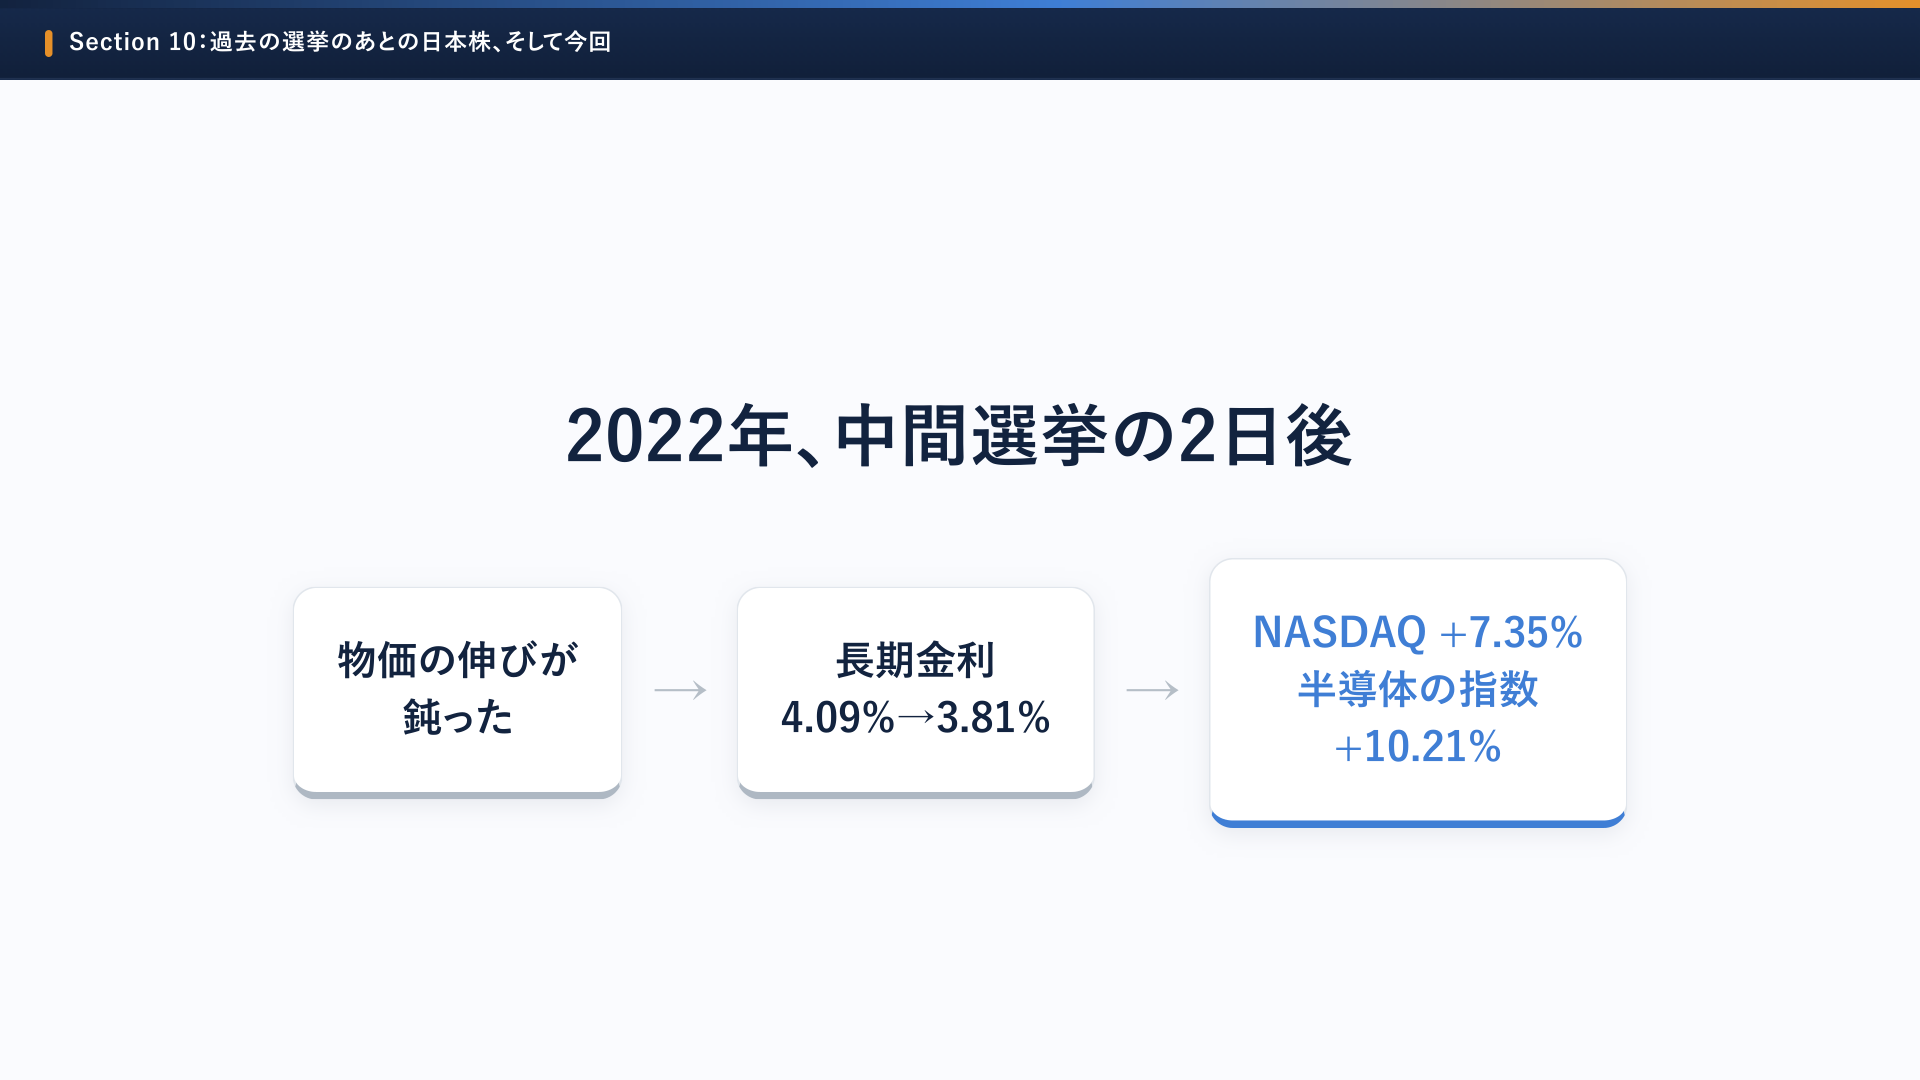 Section 10：過去の選挙のあとの日本株、そして今回
2022年、中間選挙の2日後
物価の伸びが
鈍った
→
長期金利
4.09%→3.81%
→
NASDAQ +7.35%
半導体の指数
+10.21%